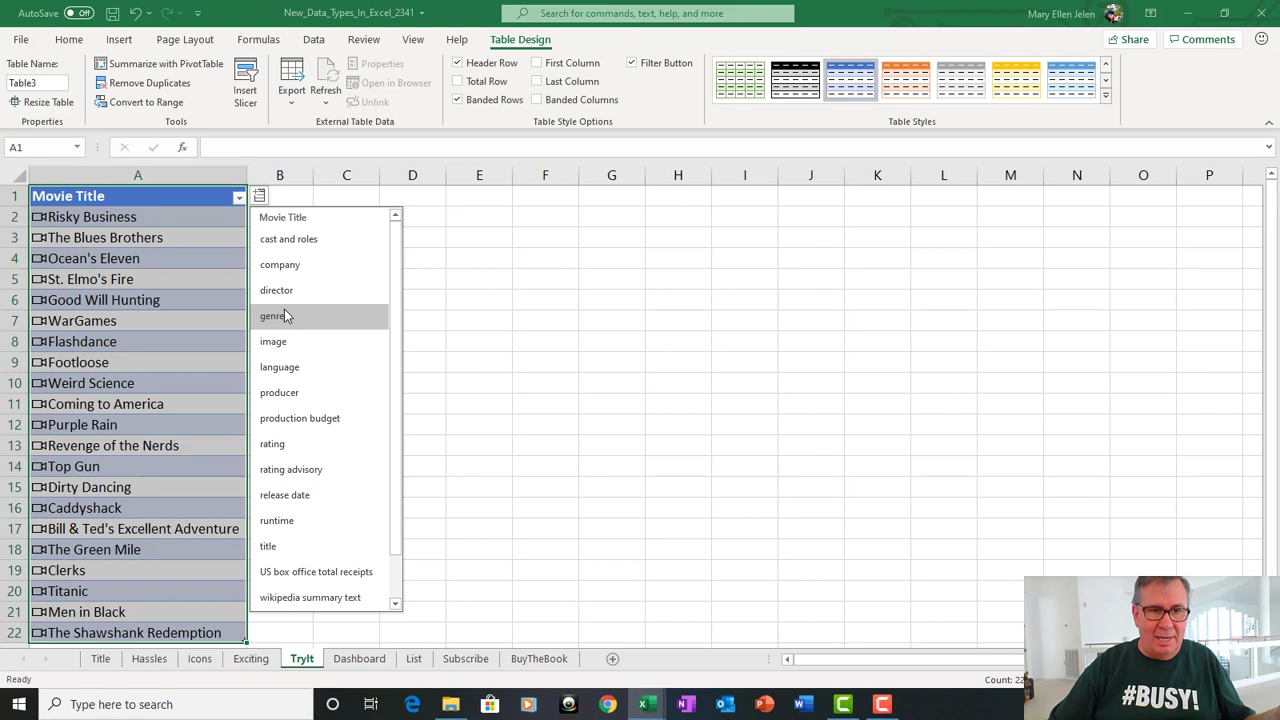 AutoSave Off
New_Data_Types_In_Excel_2341
Search for commands, text, help, and more
Mary Ellen Jelen
File Home Insert Page Layout Formulas Data Review View Help Table Design
Share Comments
Table Name:
Table3
Resize Table
Properties
Summarize with PivotTable
Remove Duplicates
Convert to Range
Tools
Insert
Slicer
Export Refresh
Properties
Open in Browser
Unlink
External Table Data
Header Row First Column Filter Button
Total Row Last Column
Banded Rows Banded Columns
Table Style Options
Table Styles
A1 fx
A B C D E F G H I J K L M N O P
1 Movie Title
2 Risky Business
3 The Blues Brothers
4 Ocean's Eleven
5 St. Elmo's Fire
6 Good Will Hunting
7 WarGames
8 Flashdance
9 Footloose
10 Weird Science
11 Coming to America
12 Purple Rain
13 Revenge of the Nerds
14 Top Gun
15 Dirty Dancing
16 Caddyshack
17 Bill & Ted's Excellent Adventure
18 The Green Mile
19 Clerks
20 Titanic
21 Men in Black
22 The Shawshank Redemption
Movie Title
cast and roles
company
director
genre
image
language
producer
production budget
rating
rating advisory
release date
runtime
title
US box office total receipts
wikipedia summary text
Title Hassles Icons Exciting TryIt Dashboard List Subscribe BuyTheBook
Ready
Count: 22
Type here to search
#BUSY!